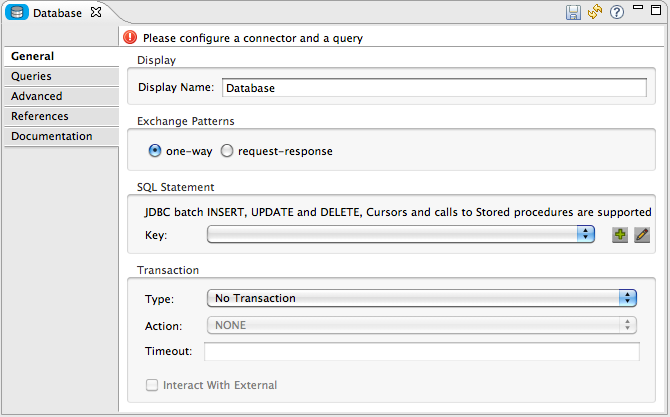 Database
Please configure a connector and a query
General
Queries
Advanced
References
Documentation
Display
Display Name: Database
Exchange Patterns
one-way request-response
SQL Statement
JDBC batch INSERT, UPDATE and DELETE, Cursors and calls to Stored procedures are supported
Key:
Transaction
Type: No Transaction
Action: NONE
Timeout:
Interact With External